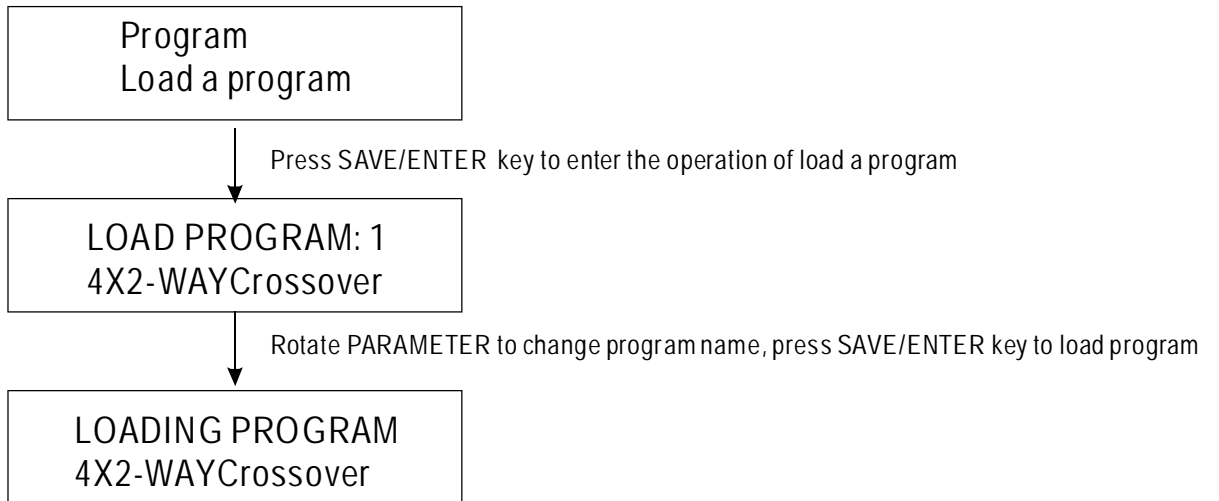 Program
Load a program
Press SAVE/ENTER key to enter the operation of load a program
LOAD PROGRAM: 1
4X2-WAYCrossover
Rotate PARAMETER to change program name, press SAVE/ENTER key to load program
LOADING PROGRAM
4X2-WAYCrossover